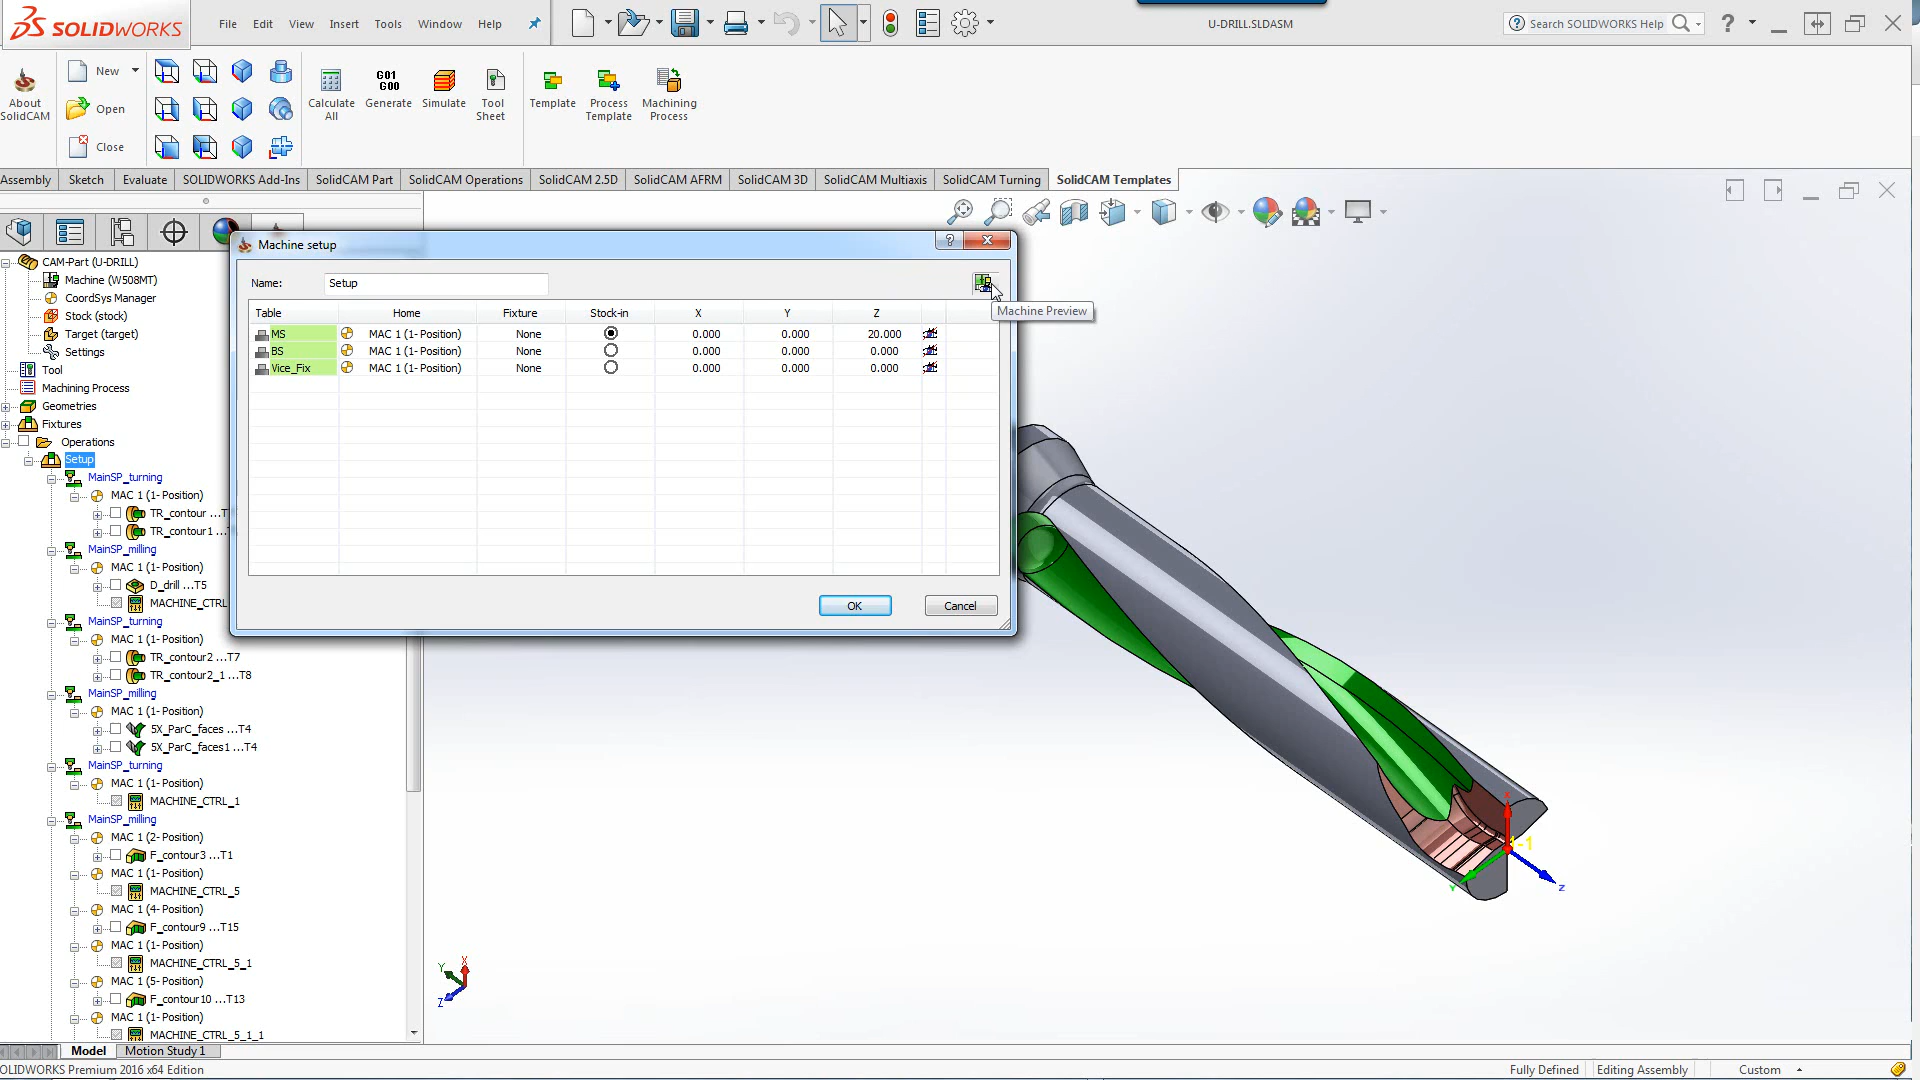 SOLIDWORKS
File Edit View Insert Tools Window Help
U-DRILL.SLDASM
Search SOLIDWORKS Help
?
About SolidCAM
New
Open
Close
Calculate All
G01 G00
Generate
Simulate
Tool Sheet
Template
Process Template
Machining Process
Assembly Sketch Evaluate SOLIDWORKS Add-Ins SolidCAM Part SolidCAM Operations SolidCAM 2.5D SolidCAM AFRM SolidCAM 3D SolidCAM Multiaxis SolidCAM Turning SolidCAM Templates
CAM-Part (U-DRILL)
Machine (W508MT)
CoordSys Manager
Stock (stock)
Target (target)
Settings
Tool
Machining Process
Geometries
Fixtures
Operations
Setup
MainSP_turning
MAC 1 (1- Position)
TR_contour ...T
TR_contour1 ...
MainSP_milling
MAC 1 (1- Position)
D_drill ...T5
MACHINE_CTRL
MainSP_turning
MAC 1 (1- Position)
TR_contour2 ...T7
TR_contour2_1 ...T8
MainSP_milling
MAC 1 (1- Position)
5X_ParC_faces ...T4
5X_ParC_faces1 ...T4
MainSP_turning
MAC 1 (1- Position)
MACHINE_CTRL_1
MainSP_milling
MAC 1 (2- Position)
F_contour3 ...T1
MAC 1 (1- Position)
MACHINE_CTRL_5
MAC 1 (4- Position)
F_contour9 ...T15
MAC 1 (1- Position)
MACHINE_CTRL_5_1
MAC 1 (5- Position)
F_contour10 ...T13
MAC 1 (1- Position)
MACHINE_CTRL_5_1_1
Machine setup
?
Name: Setup
Machine Preview
Table Home Fixture Stock-in X Y Z
MS MAC 1 (1- Position) None 0.000 0.000 20.000
BS MAC 1 (1- Position) None 0.000 0.000 0.000
Vice_Fix MAC 1 (1- Position) None 0.000 0.000 0.000
OK Cancel
X
1-1
Y
Z
Y X
Z
Model Motion Study 1
OLIDWORKS Premium 2016 x64 Edition
Fully Defined Editing Assembly Custom